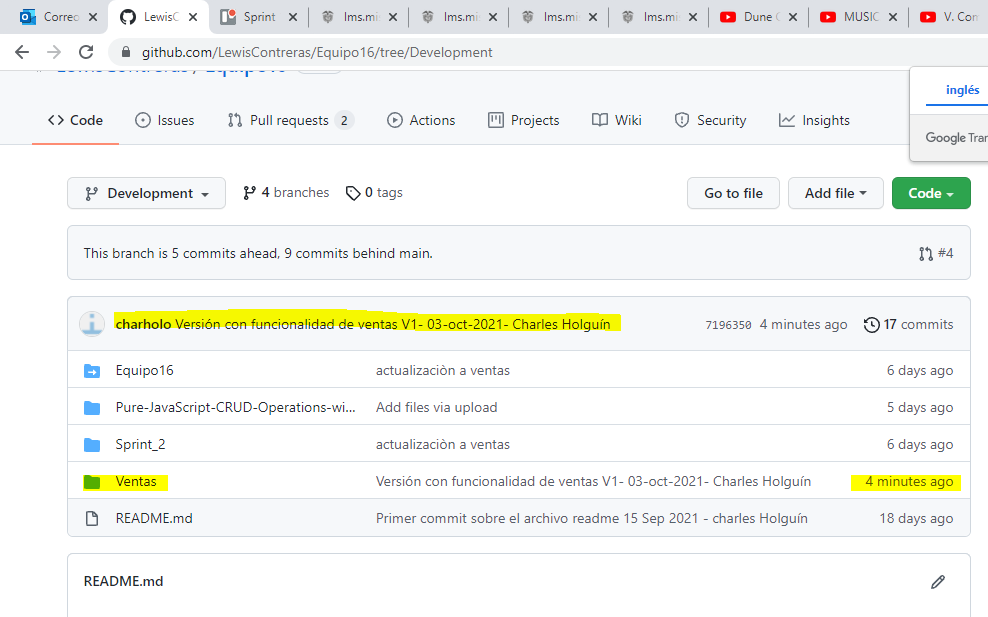 Correo
LewisC
Sprint
lms.mi
lms.mi
lms.mi
lms.mi
Dune
MUSIC
V. Con
github.com/LewisContreras/Equipo16/tree/Development
LewisContreras / Equipo16
inglés
Google Tran
Code
Issues
Pull requests 2
Actions
Projects
Wiki
Security
Insights
Development
4 branches
0 tags
Go to file
Add file
Code
This branch is 5 commits ahead, 9 commits behind main.
#4
charholo Versión con funcionalidad de ventas V1- 03-oct-2021- Charles Holguín
7196350 4 minutes ago
17 commits
Equipo16
actualizaciòn a ventas
6 days ago
Pure-JavaScript-CRUD-Operations-wi...
Add files via upload
5 days ago
Sprint_2
actualizaciòn a ventas
6 days ago
Ventas
Versión con funcionalidad de ventas V1- 03-oct-2021- Charles Holguín
4 minutes ago
README.md
Primer commit sobre el archivo readme 15 Sep 2021 - charles Holguín
18 days ago
README.md